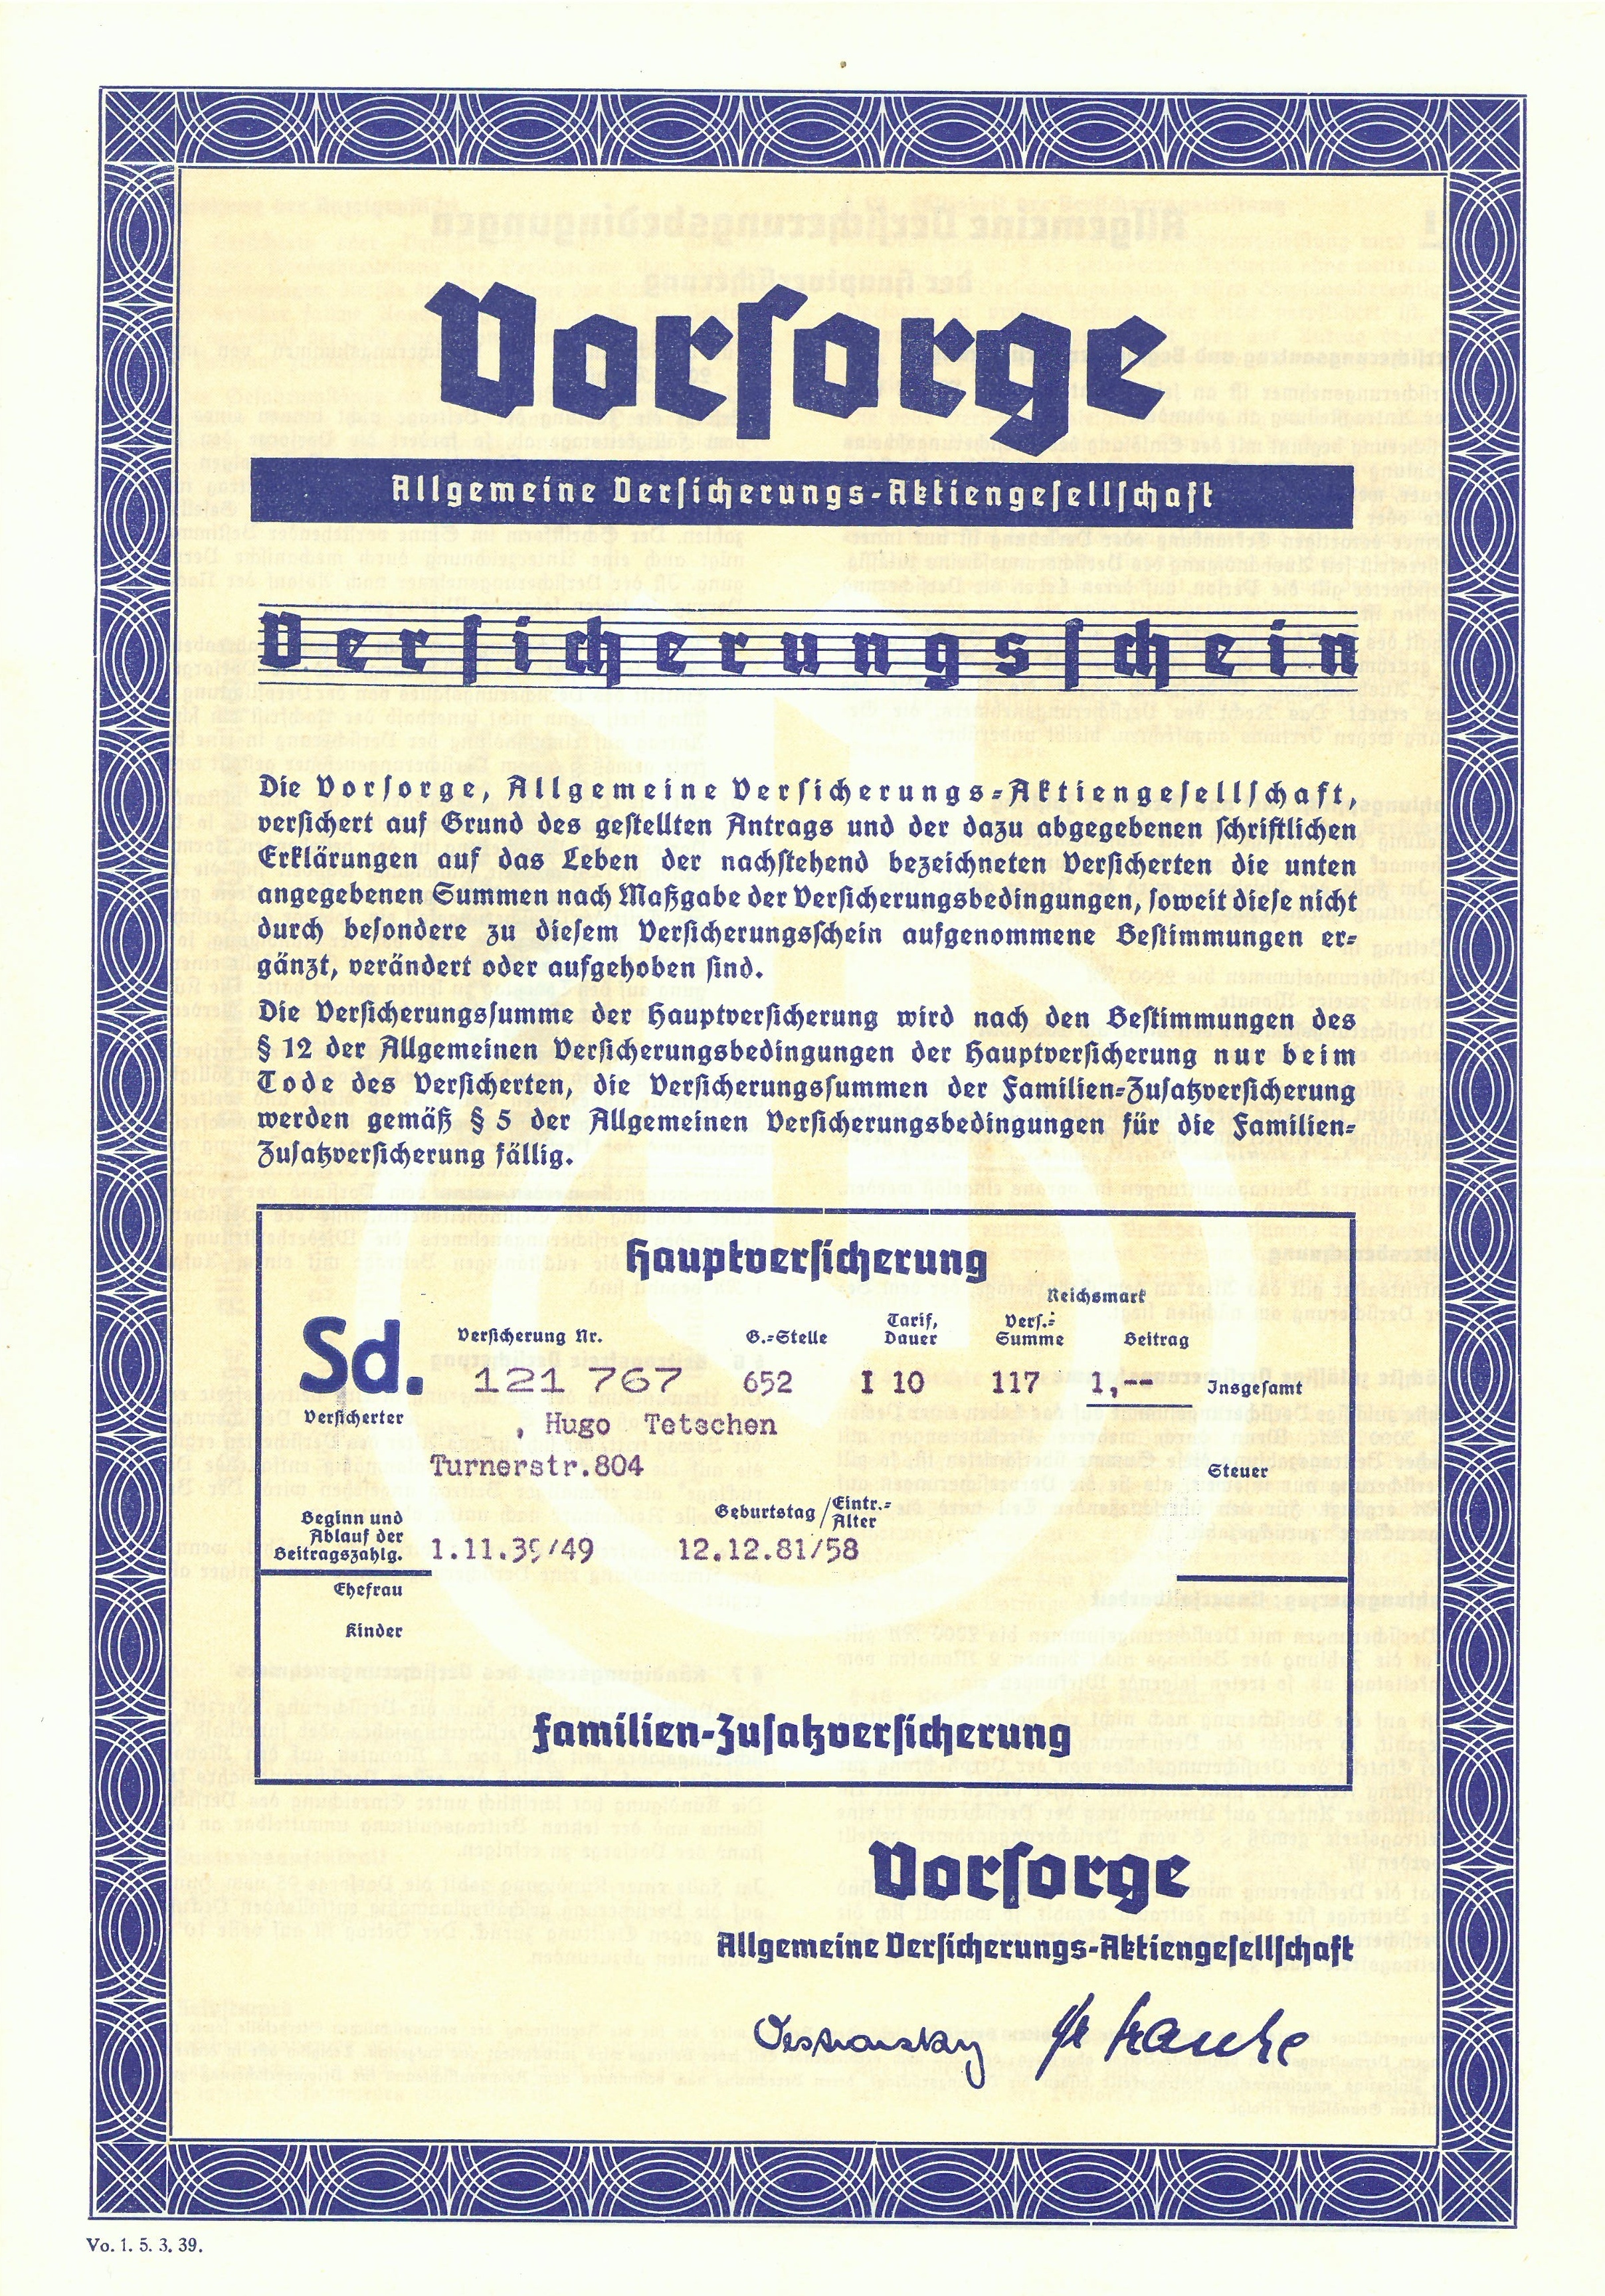 Vorsorge
Allgemeine Versicherungs-Aktiengesellschaft
Versicherungsschein
Die Vorsorge, Allgemeine Versicherungs-Aktiengesellschaft,
versichert auf Grund des gestellten Antrags und der dazu abgegebenen schriftlichen
Erklärungen auf das Leben der nachstehend bezeichneten Versicherten die unten
angegebenen Summen nach Maßgabe der Versicherungsbedingungen, soweit diese nicht
durch besondere zu diesem Versicherungsschein aufgenommene Bestimmungen er-
gänzt, verändert oder aufgehoben sind.
Die Versicherungssumme der Hauptversicherung wird nach den Bestimmungen des
§ 12 der Allgemeinen Versicherungsbedingungen der Hauptversicherung nur beim
Tode des Versicherten, die Versicherungssummen der Familien-Zusatzversicherung
werden gemäß § 5 der Allgemeinen Versicherungsbedingungen für die Familien-
Zusatzversicherung fällig.
Hauptversicherung
Reichsmark
Sd. Versicherung Nr. G.-Stelle Tarif, Dauer Vers.-Summe Beitrag
121 767 652 I 10 117 1,-- Insgesamt
Versicherter , Hugo Tetschen
Turnerstr.804
Steuer
Beginn und Geburtstag / Eintr.-
Ablauf der Alter
Beitragszahlg. 1.11.39/49 12.12.81/58
Ehefrau
Kinder
Familien-Zusatzversicherung
Vorsorge
Allgemeine Versicherungs-Aktiengesellschaft
Vo. 1. 5. 3. 39.